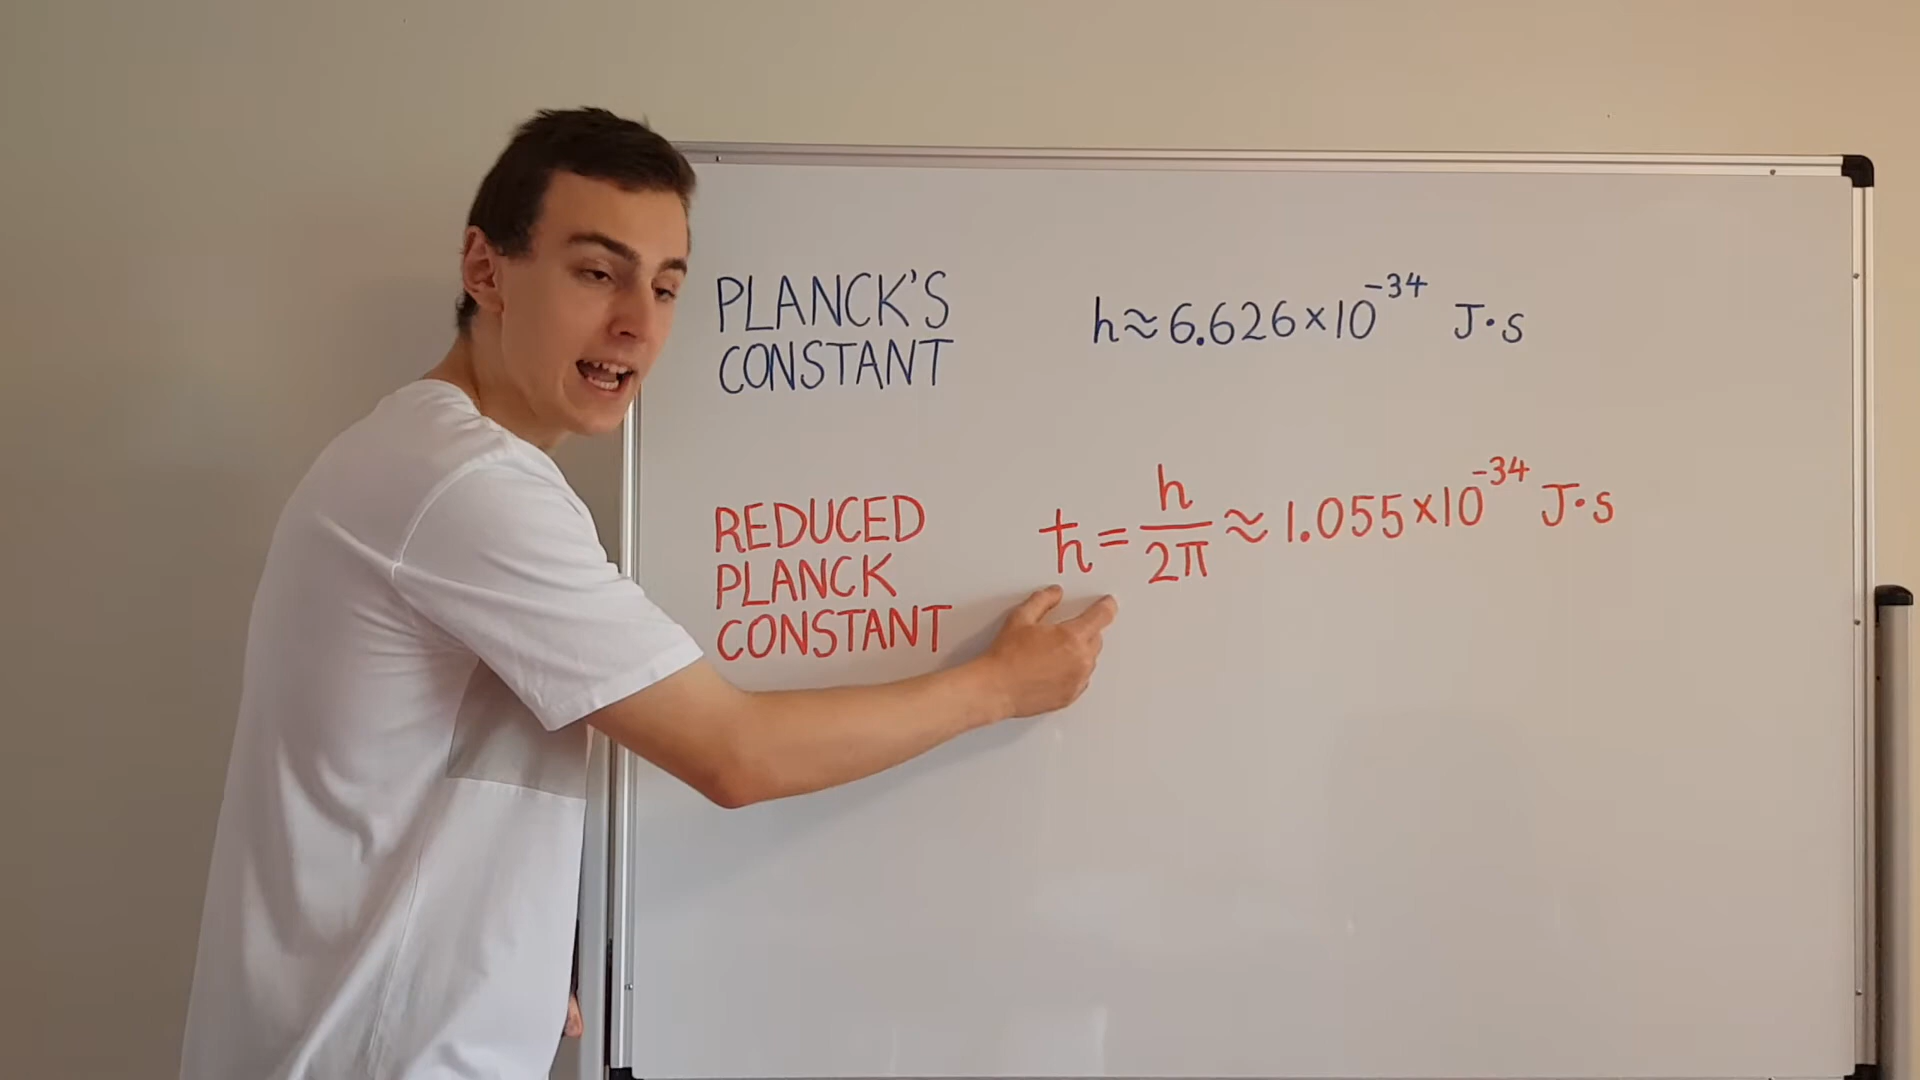 PLANCK'S
CONSTANT
h≈6.626×10⁻³⁴ J·s
REDUCED
PLANCK
CONSTANT
ħ=h/2π≈1.055×10⁻³⁴ J·s